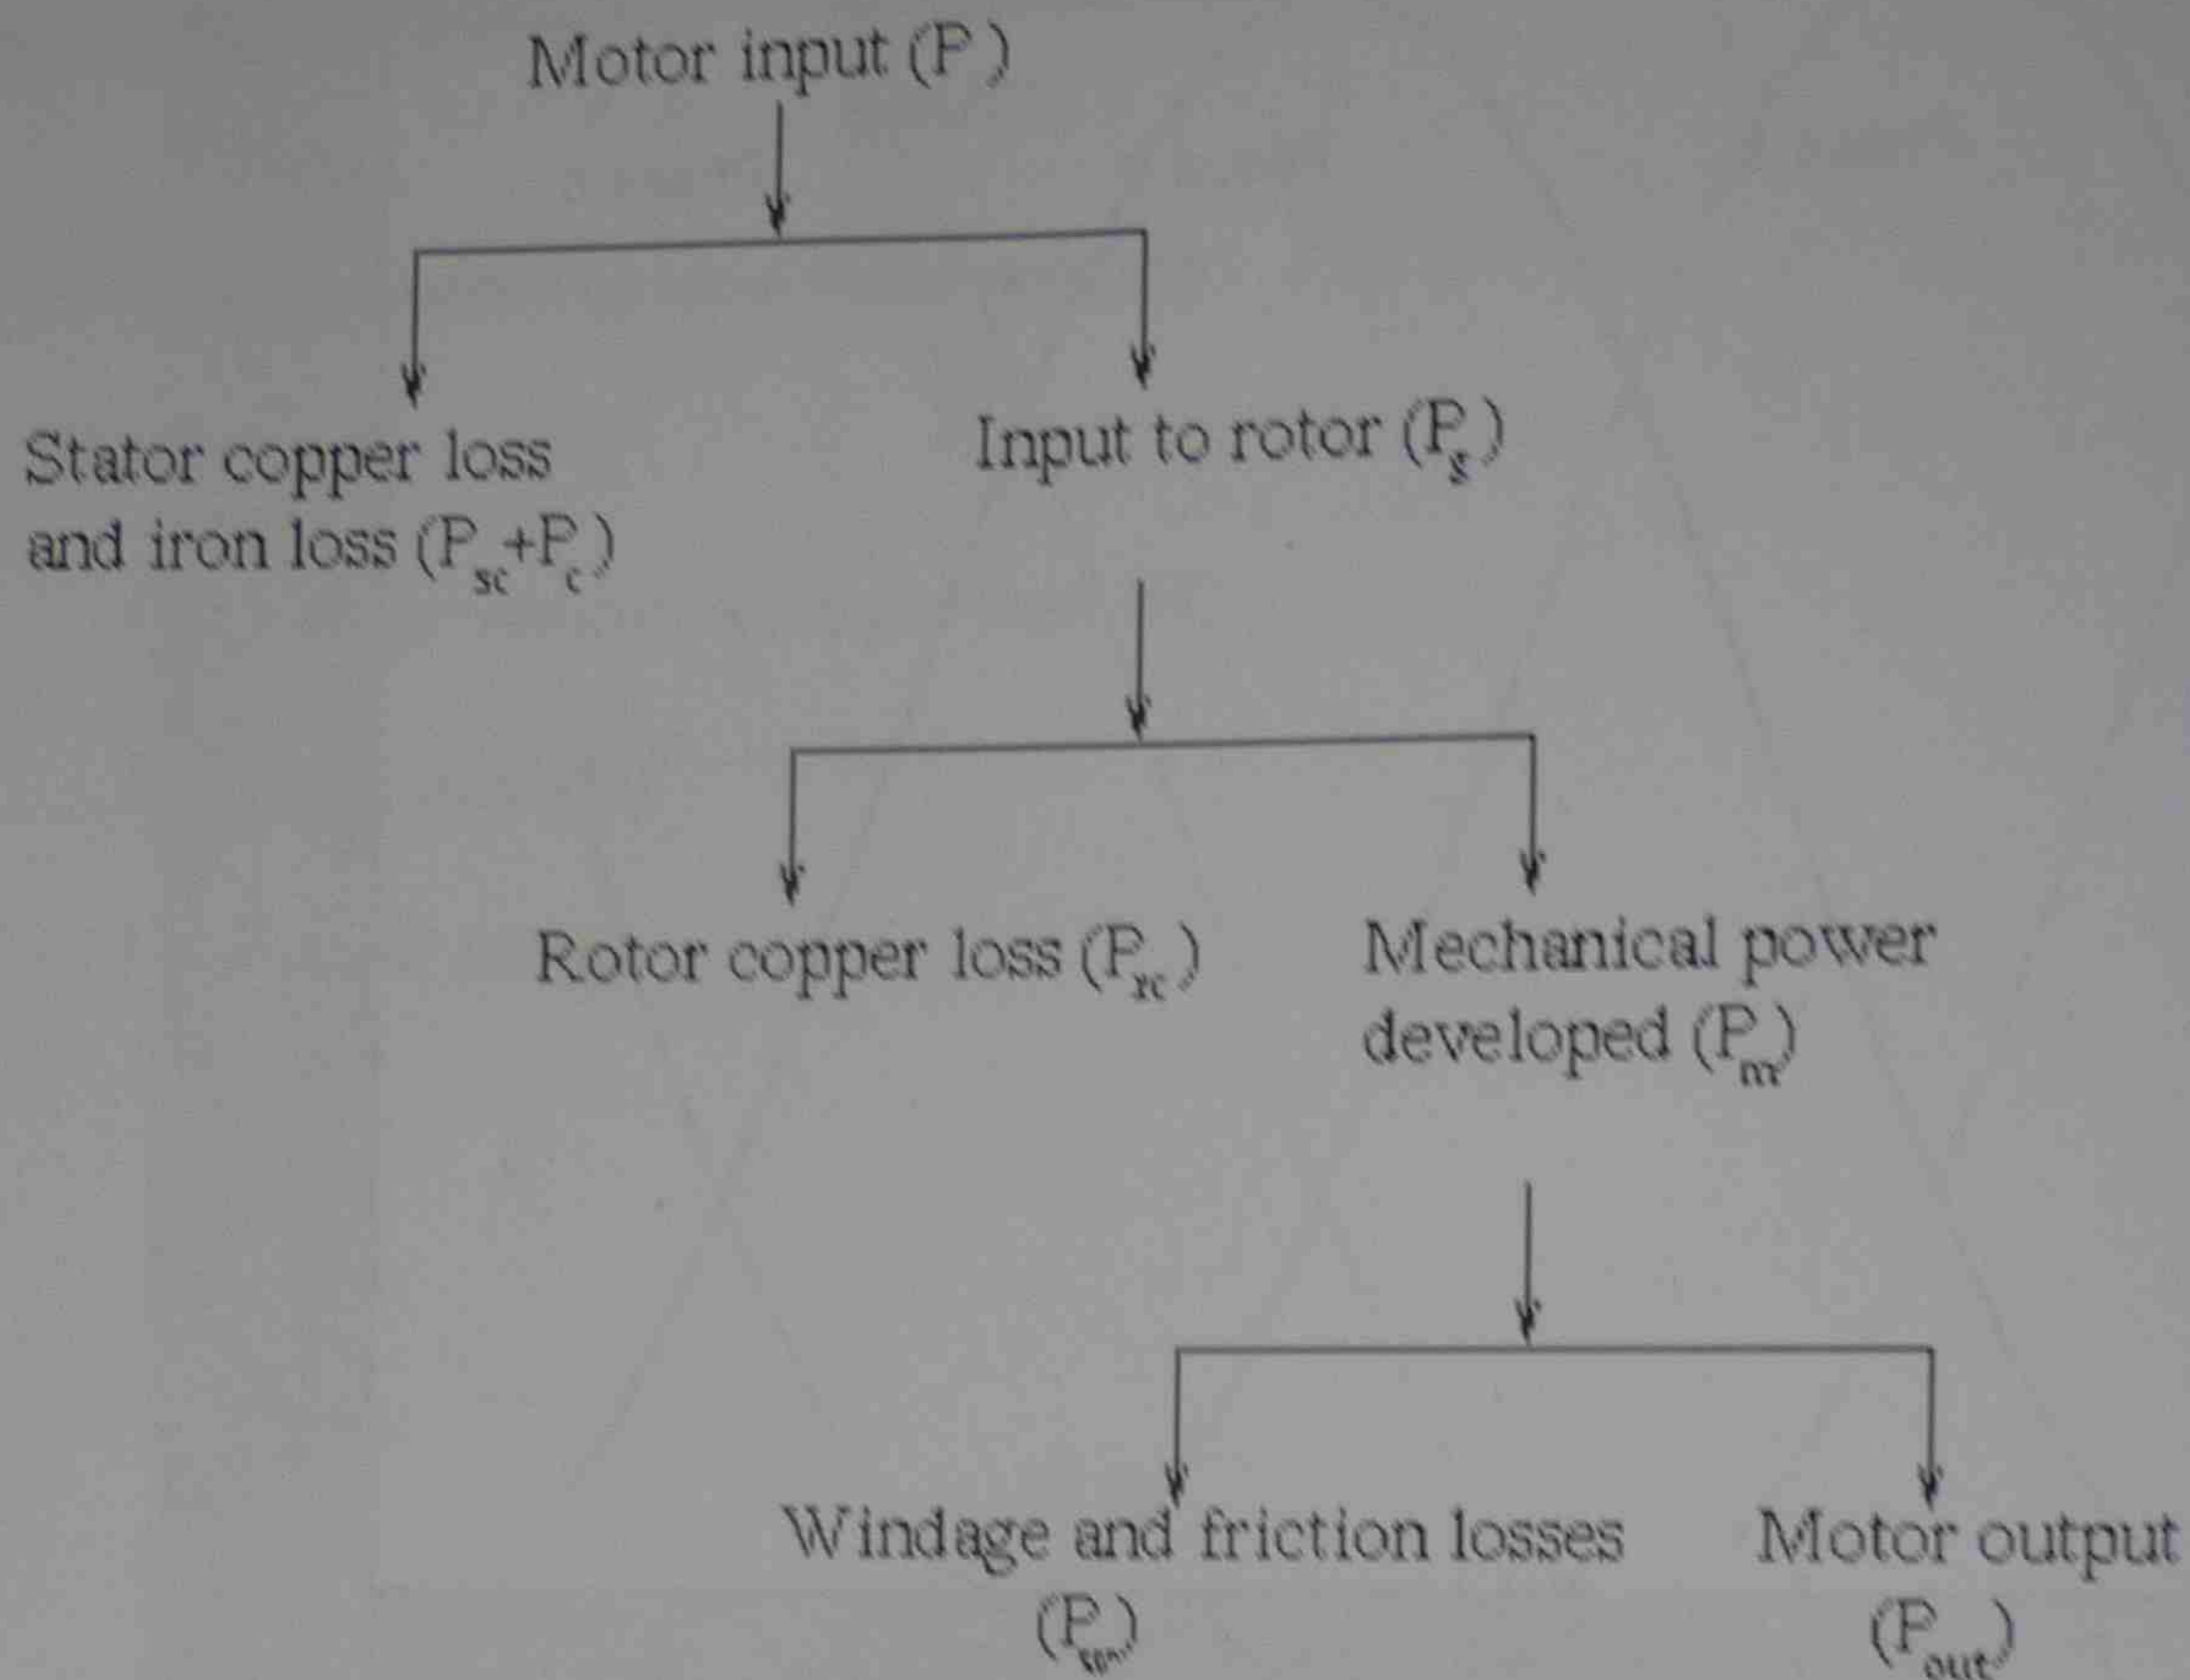 Motor input (P )
Stator copper loss
and iron loss (Psc+Pc)
Input to rotor (Pg)
Rotor copper loss (Prc)
Mechanical power
developed (Pm)
Windage and friction losses
Motor output
(Pout)